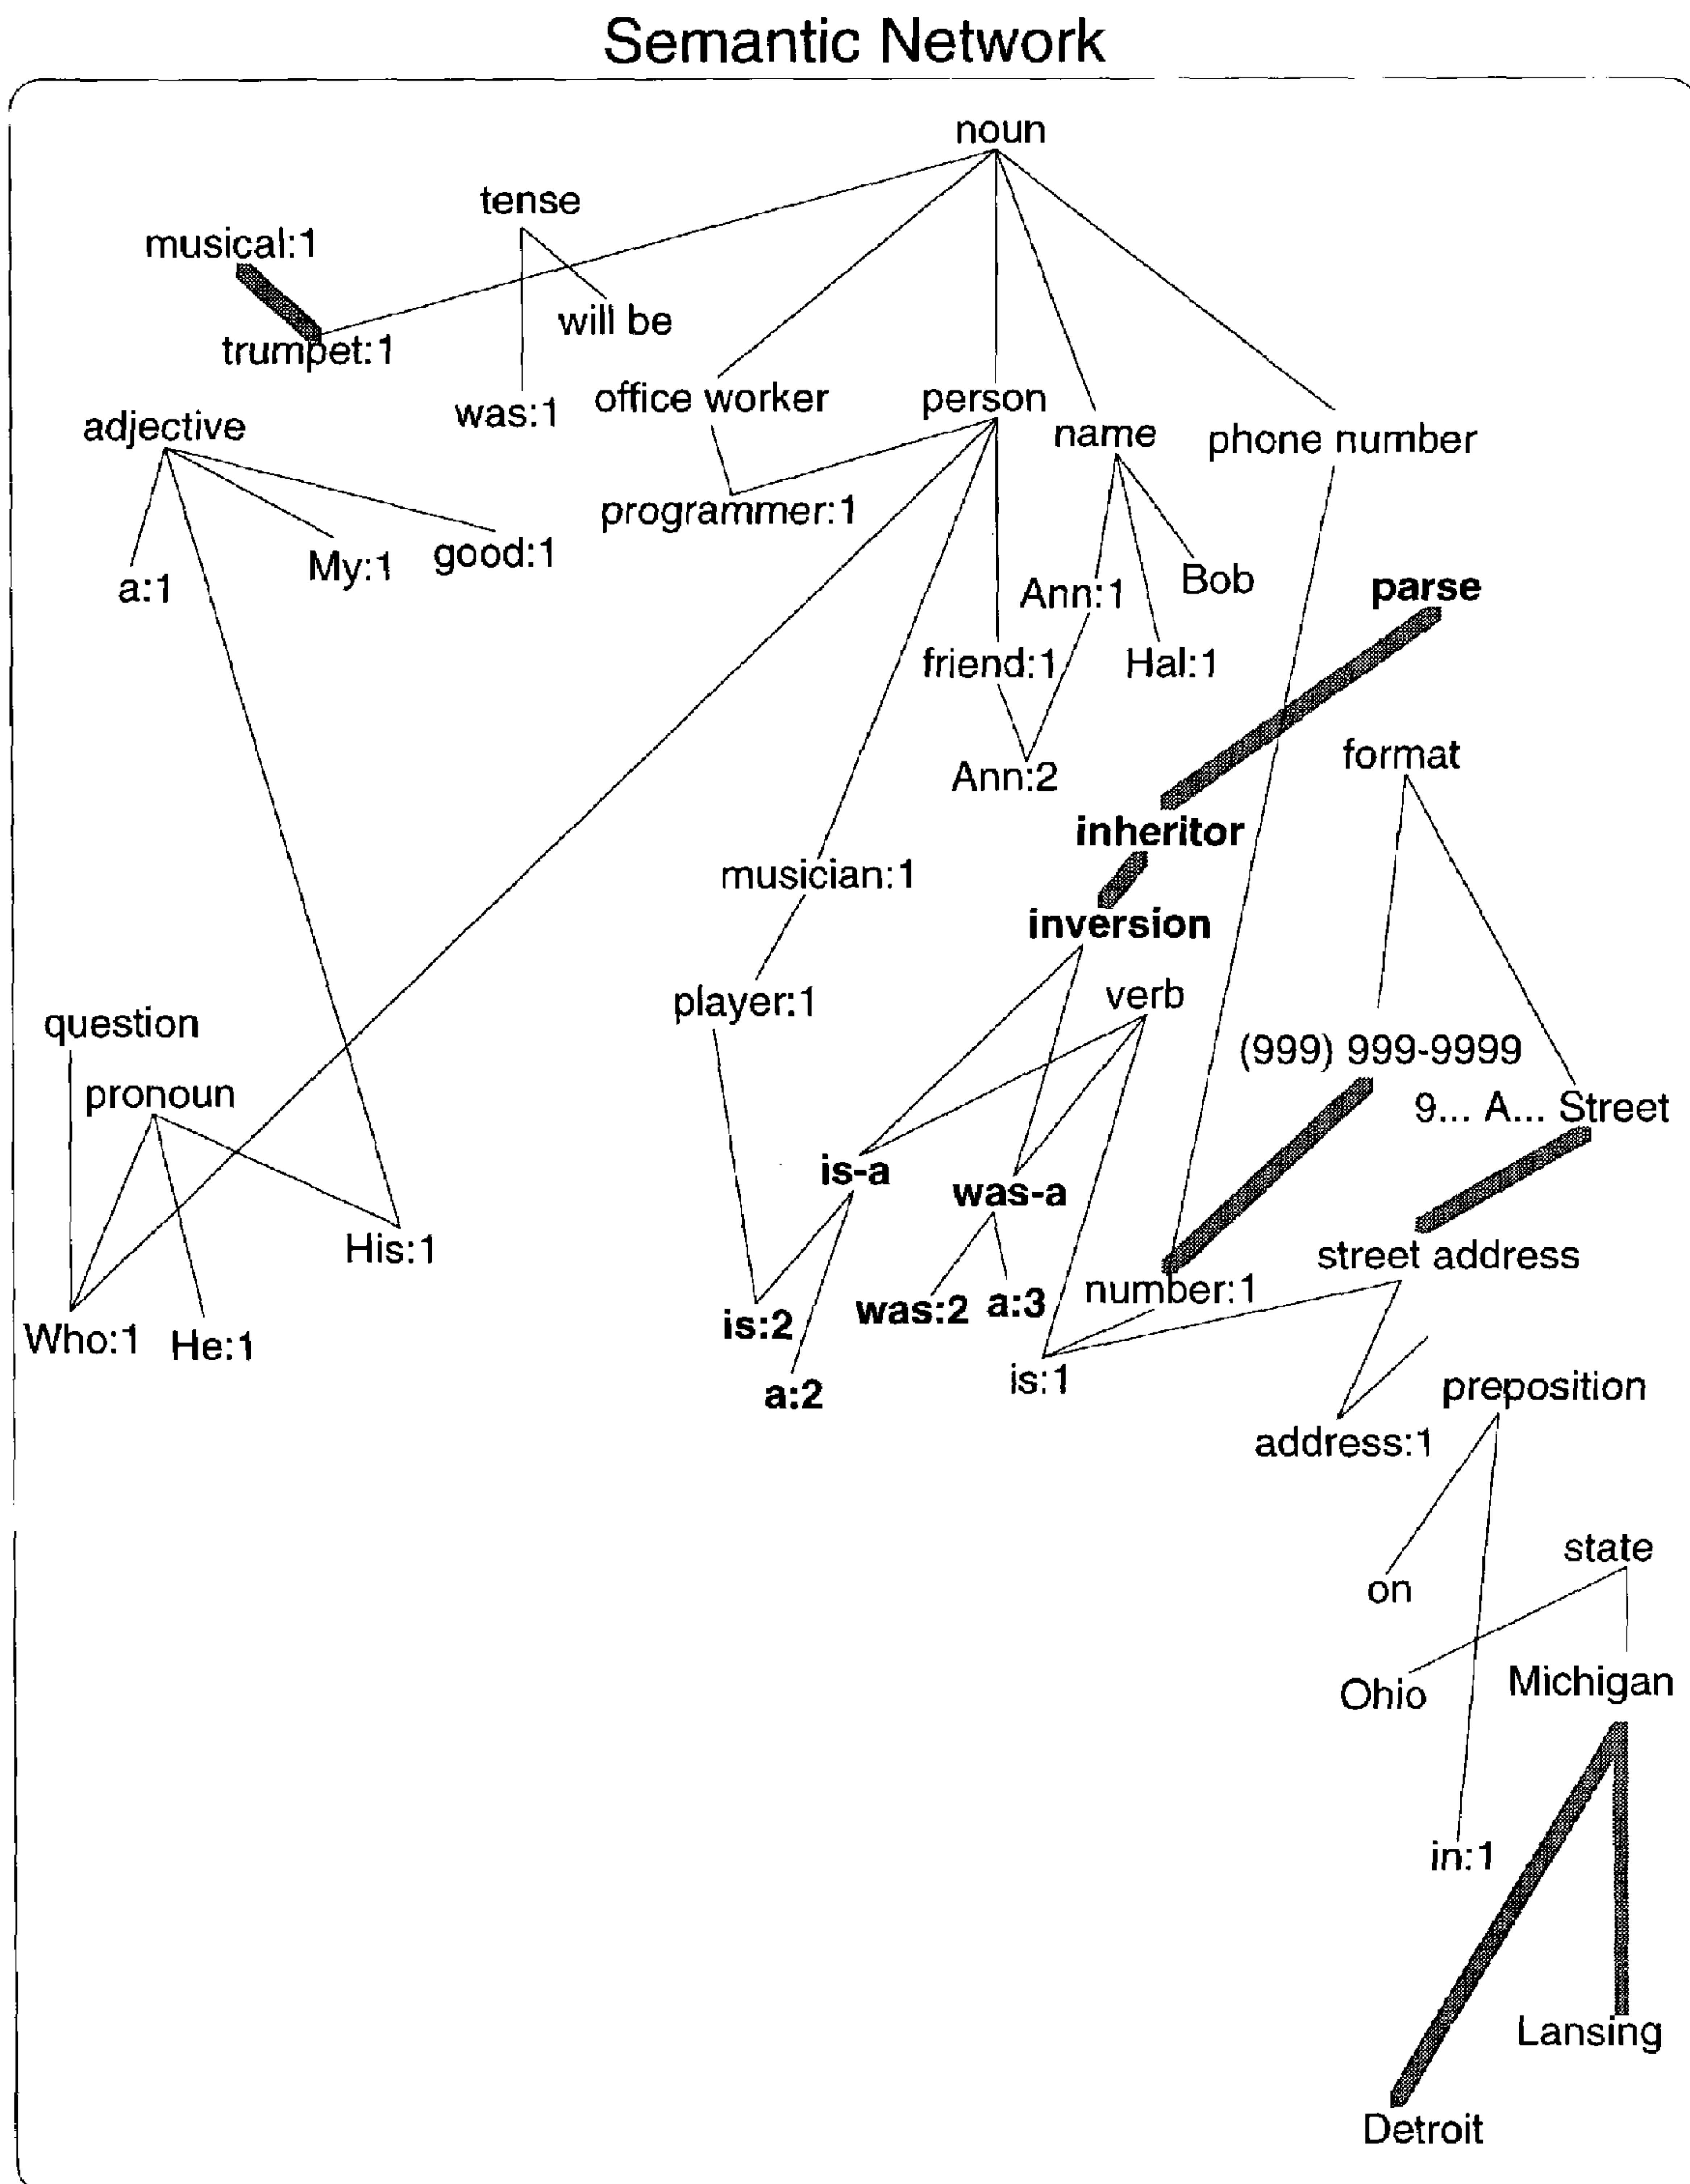 Semantic Network
noun
tense
musical:1
will be
trumpet:1
office worker
person
was:1
adjective
name
phone number
programmer:1
good:1
My:1
a:1
Bob
Ann:1
parse
friend:1
Hal:1
format
Ann:2
inheritor
musician:1
inversion
verb
player:1
question
(999) 999-9999
pronoun
9... A... Street
is-a
was-a
His:1
street address
number:1
a:3
was:2
is:2
Who:1
He:1
is:1
a:2
preposition
address:1
state
on
Michigan
Ohio
in:1
Lansing
Detroit